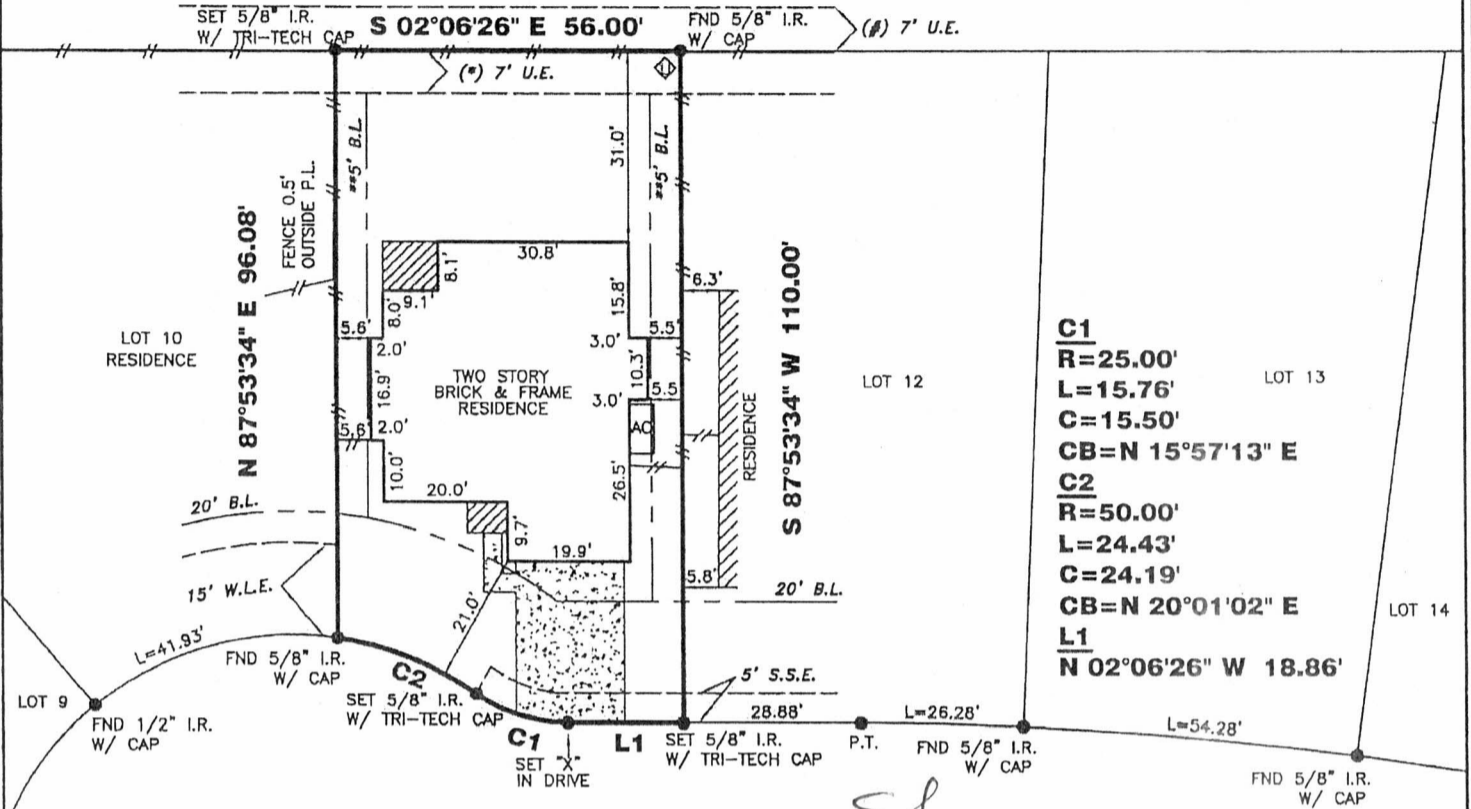 SET 5/8" I.R.
W/ TRI-TECH CAP
S 02°06'26" E 56.00'
FND 5/8" I.R.
W/ CAP
(#) 7' U.E.
(*) 7' U.E.
**5' B.L.
31.0'
**5' B.L.
FENCE 0.5'
OUTSIDE P.L.
N 87°53'34" E 96.08'
30.8'
8.1'
9.1'
8.0'
15.8'
6.3'
S 87°53'34" W 110.00'
LOT 10
RESIDENCE
5.6'
2.0'
16.9'
5.6'
2.0'
TWO STORY
BRICK & FRAME
RESIDENCE
3.0'
5.5'
10.3'
3.0'
5.5
AC
RESIDENCE
LOT 12
LOT 13
C1
R=25.00'
L=15.76'
C=15.50'
CB=N 15°57'13" E
C2
R=50.00'
L=24.43'
C=24.19'
CB=N 20°01'02" E
L1
N 02°06'26" W 18.86'
10.0'
20.0'
26.5'
20' B.L.
9.7'
19.9'
5.8'
20' B.L.
15' W.L.E.
21.0'
LOT 14
L=41.93'
FND 5/8" I.R.
W/ CAP
C2
SET 5/8" I.R.
W/ TRI-TECH CAP
5' S.S.E.
LOT 9
FND 1/2" I.R.
W/ CAP
C1
SET "X"
IN DRIVE
L1
SET 5/8" I.R.
W/ TRI-TECH CAP
28.88'
P.T.
L=26.28'
FND 5/8" I.R.
W/ CAP
L=54.28'
FND 5/8" I.R.
W/ CAP